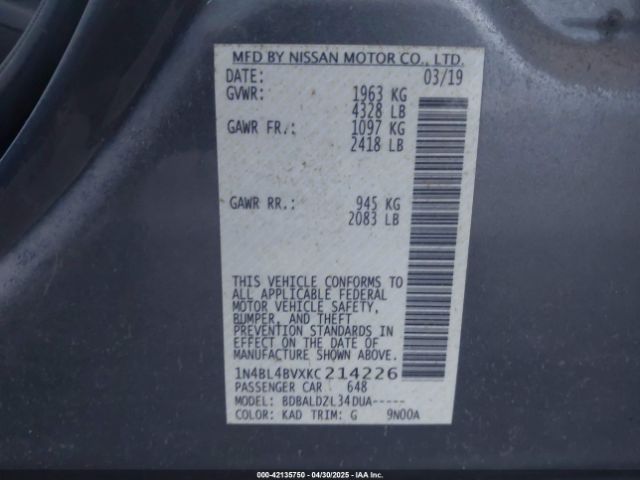 MFD BY NISSAN MOTOR CO., LTD.
DATE: 03/19
GVWR: 1963 KG
4328 LB
GAWR FR.: 1097 KG
2418 LB
GAWR RR.: 945 KG
2083 LB
THIS VEHICLE CONFORMS TO
ALL APPLICABLE FEDERAL
MOTOR VEHICLE SAFETY,
BUMPER, AND THEFT
PREVENTION STANDARDS IN
EFFECT ON THE DATE OF
MANUFACTURE SHOWN ABOVE.
1N4BL4BVXKC214226
PASSENGER CAR 648
MODEL: BDBALDZL34DUA-----
COLOR: KAD TRIM: G 9N00A
000-42135750 | 04/30/2025 | IAAI, Inc.